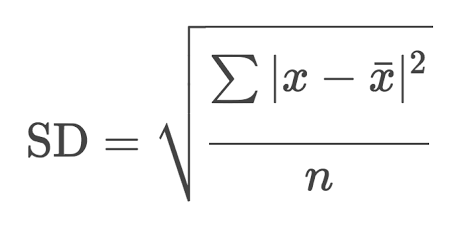 SD = √(∑|x − x̄|² / n)